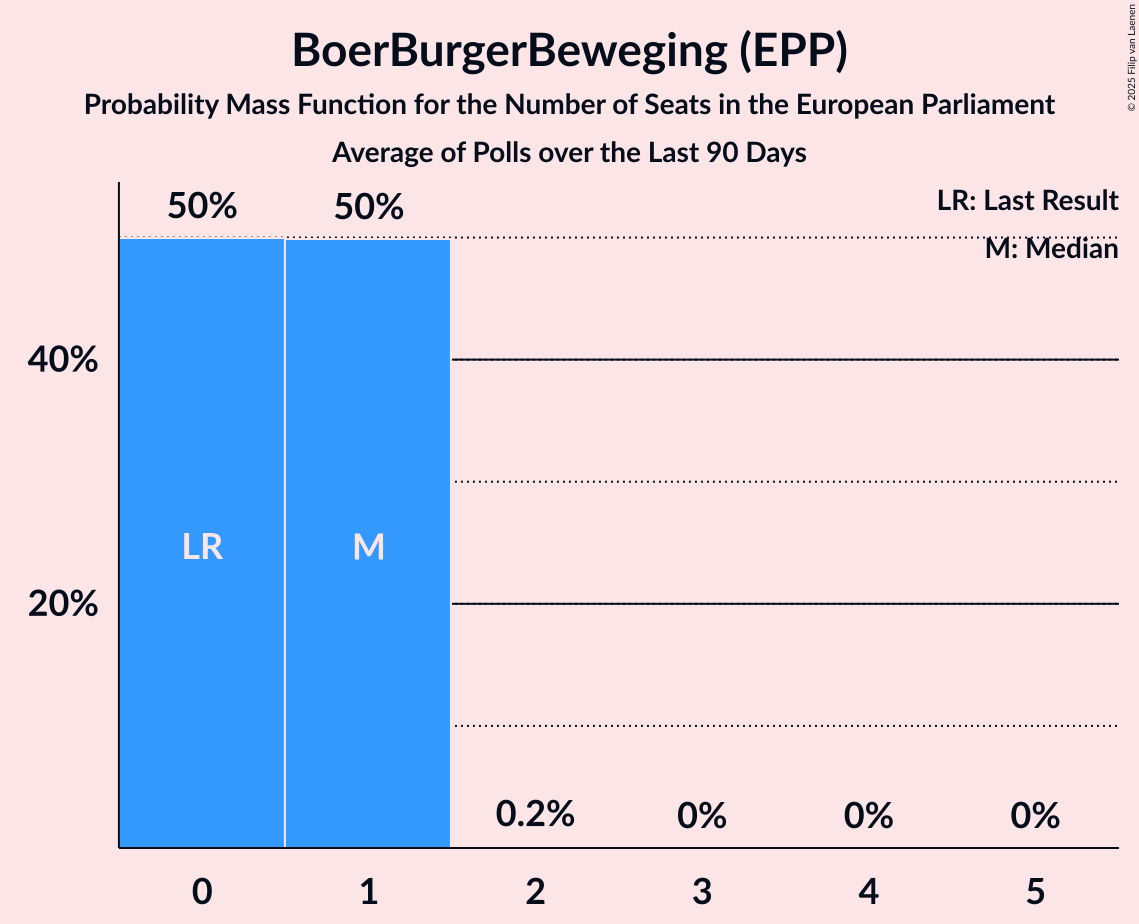 BoerBurgerBeweging (EPP)
Probability Mass Function for the Number of Seats in the European Parliament
Average of Polls over the Last 90 Days
© 2025 Filip van Laenen
50%
50%
LR: Last Result
M: Median
40%
LR
M
20%
0.2%
0%
0%
0%
0
1
2
3
4
5